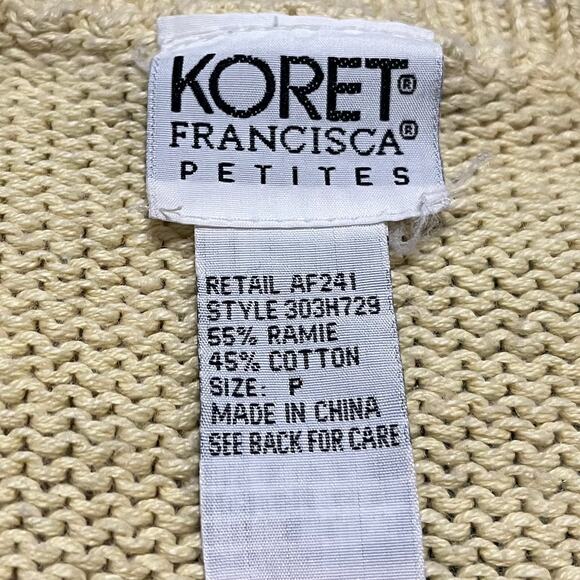 KORET®
FRANCISCA®
PETITES
RETAIL AF241
STYLE 303H729
55% RAMIE
45% COTTON
SIZE: P
MADE IN CHINA
SEE BACK FOR CARE